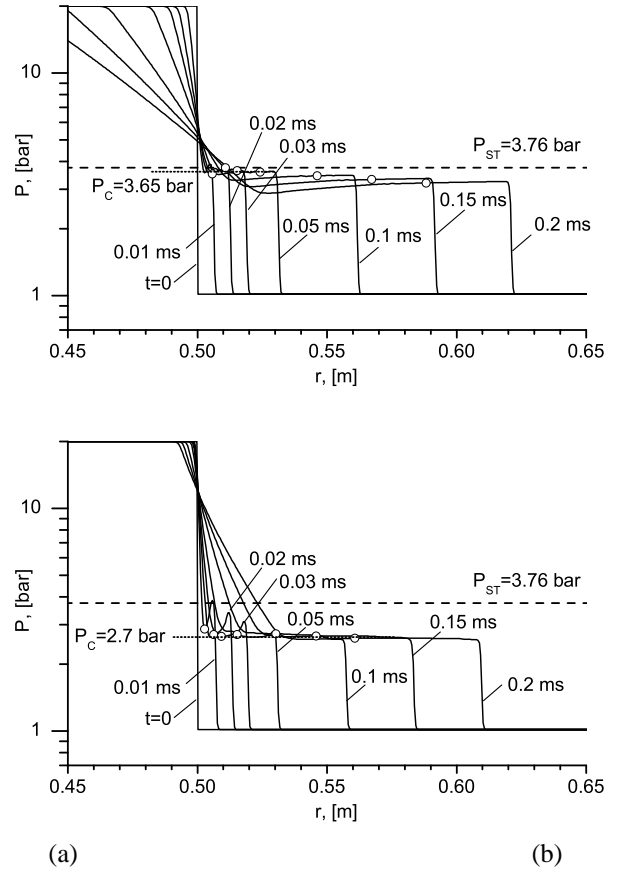 10
1
P, [bar]
0.02 ms
0.03 ms
P_ST=3.76 bar
P_C=3.65 bar
0.01 ms
t=0
0.05 ms
0.1 ms
0.15 ms
0.2 ms
0.45 0.50 0.55 0.60 0.65
r, [m]
10
1
P, [bar]
0.02 ms
0.03 ms
P_ST=3.76 bar
P_C=2.7 bar
0.05 ms
0.15 ms
0.01 ms
t=0
0.1 ms
0.2 ms
0.45 0.50 0.55 0.60 0.65
r, [m]
(a) (b)